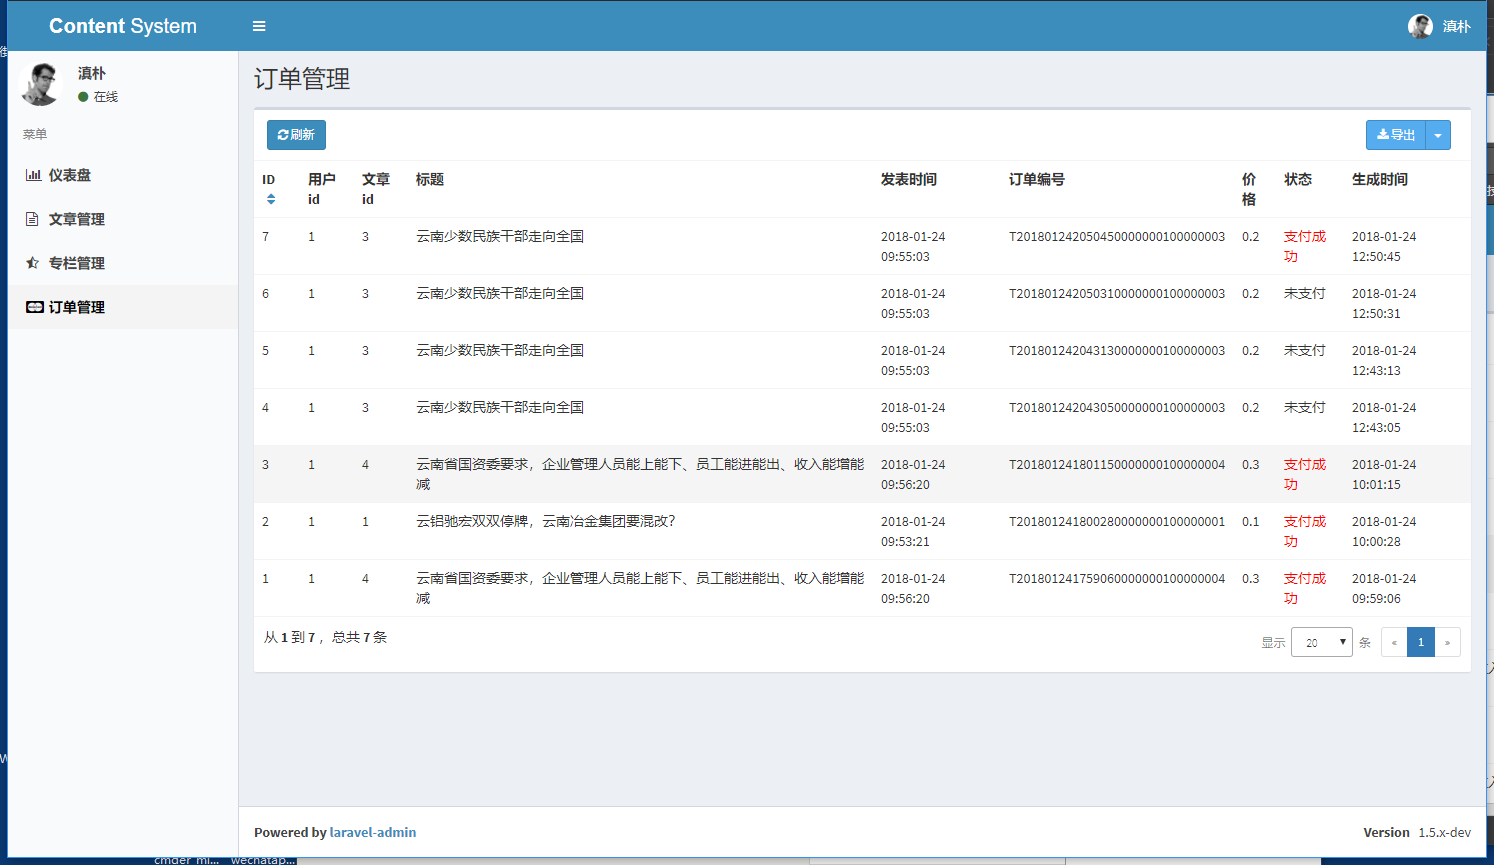 Content System
滇朴
滇朴
在线
菜单
仪表盘
文章管理
专栏管理
订单管理
订单管理
刷新
导出
ID 用户 文章 标题 发表时间 订单编号 价 状态 生成时间
id id 格
7 1 3 云南少数民族干部走向全国 2018-01-24 T201801242050450000000100000003 0.2 支付成 2018-01-24
09:55:03 功 12:50:45
6 1 3 云南少数民族干部走向全国 2018-01-24 T201801242050310000000100000003 0.2 未支付 2018-01-24
09:55:03 12:50:31
5 1 3 云南少数民族干部走向全国 2018-01-24 T201801242043130000000100000003 0.2 未支付 2018-01-24
09:55:03 12:43:13
4 1 3 云南少数民族干部走向全国 2018-01-24 T201801242043050000000100000003 0.2 未支付 2018-01-24
09:55:03 12:43:05
3 1 4 云南省国资委要求，企业管理人员能上能下、员工能进能出、收入能增能 2018-01-24 T201801241801150000000100000004 0.3 支付成 2018-01-24
减 09:56:20 功 10:01:15
2 1 1 云铝驰宏双双停牌，云南冶金集团要混改？ 2018-01-24 T201801241800280000000100000001 0.1 支付成 2018-01-24
09:53:21 功 10:00:28
1 1 4 云南省国资委要求，企业管理人员能上能下、员工能进能出、收入能增能 2018-01-24 T201801241759060000000100000004 0.3 支付成 2018-01-24
减 09:56:20 功 09:59:06
从 1 到 7 ，总共 7 条
显示 20 条 « 1 »
Powered by laravel-admin
Version 1.5.x-dev
cmder_mi... wechatap...